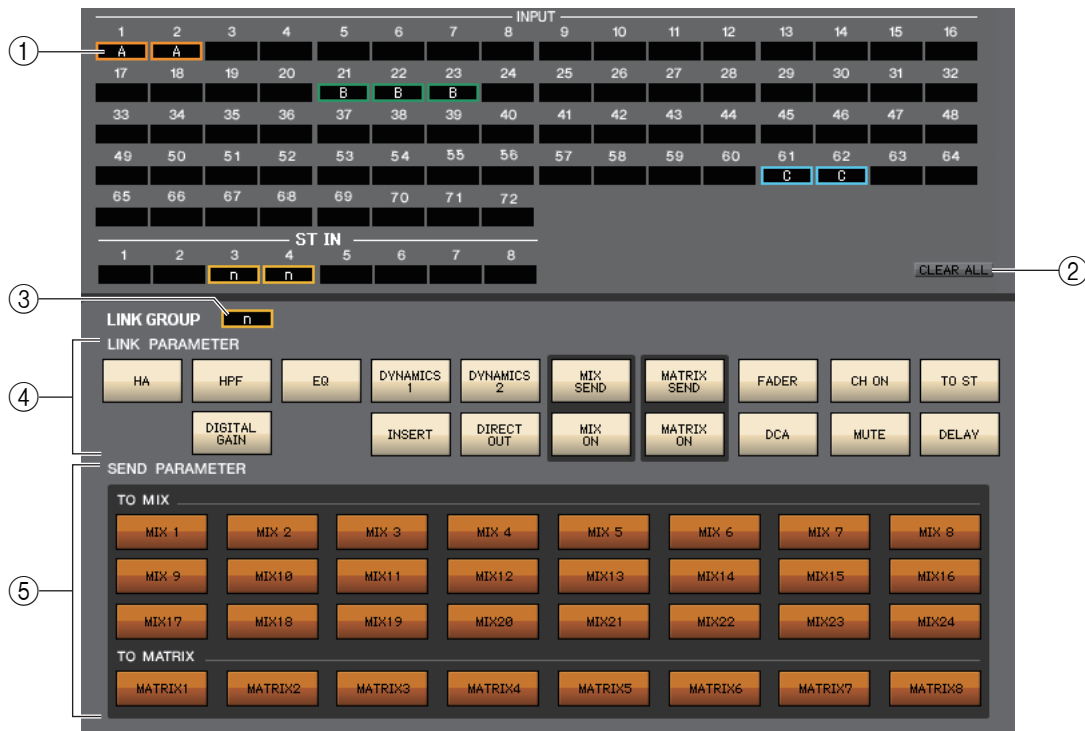 INPUT
1 2 3 4 5 6 7 8 9 10 11 12 13 14 15 16
① A A
17 18 19 20 21 22 23 24 25 26 27 28 29 30 31 32
B B B
33 34 35 36 37 38 39 40 41 42 43 44 45 46 47 48
49 50 51 52 53 54 55 56 57 58 59 60 61 62 63 64
C C
65 66 67 68 69 70 71 72
ST IN
1 2 3 4 5 6 7 8
n n
CLEAR ALL ②
③
LINK GROUP n
LINK PARAMETER
④
HA HPF EQ DYNAMICS 1 DYNAMICS 2 MIX SEND MATRIX SEND FADER CH ON TO ST
DIGITAL GAIN INSERT DIRECT OUT MIX ON MATRIX ON DCA MUTE DELAY
SEND PARAMETER
⑤
TO MIX
MIX 1 MIX 2 MIX 3 MIX 4 MIX 5 MIX 6 MIX 7 MIX 8
MIX 9 MIX10 MIX11 MIX12 MIX13 MIX14 MIX15 MIX16
MIX17 MIX18 MIX19 MIX20 MIX21 MIX22 MIX23 MIX24
TO MATRIX
MATRIX1 MATRIX2 MATRIX3 MATRIX4 MATRIX5 MATRIX6 MATRIX7 MATRIX8